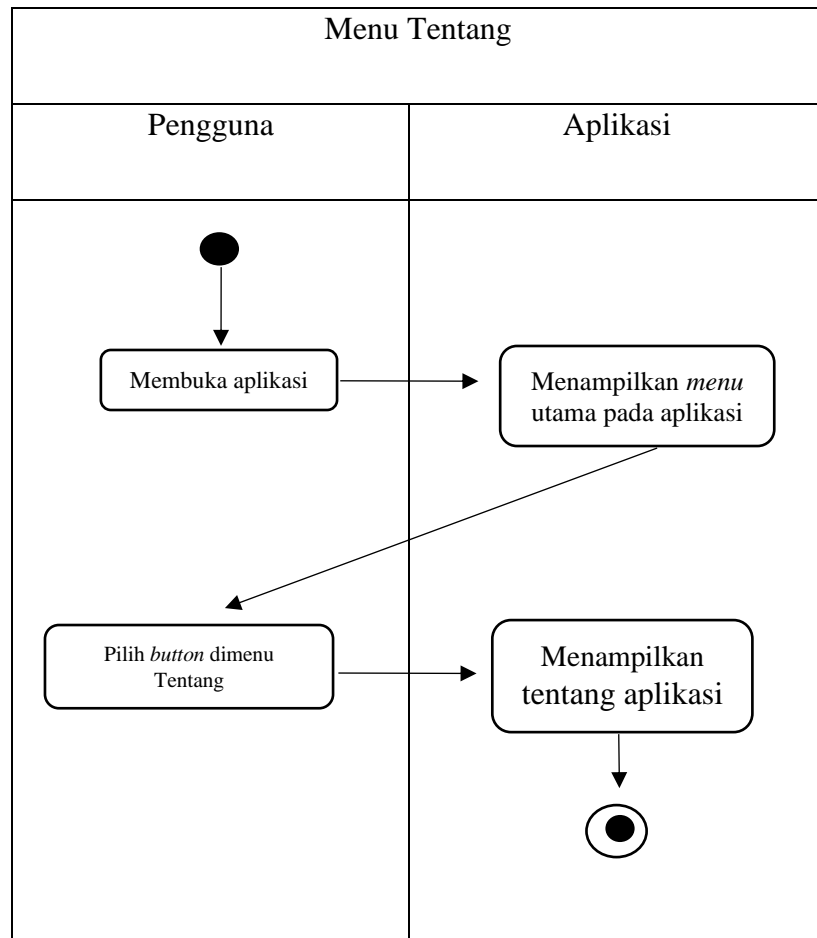 Menu Tentang
Pengguna
Aplikasi
Membuka aplikasi
Menampilkan menu
utama pada aplikasi
Pilih button dimenu
Tentang
Menampilkan
tentang aplikasi